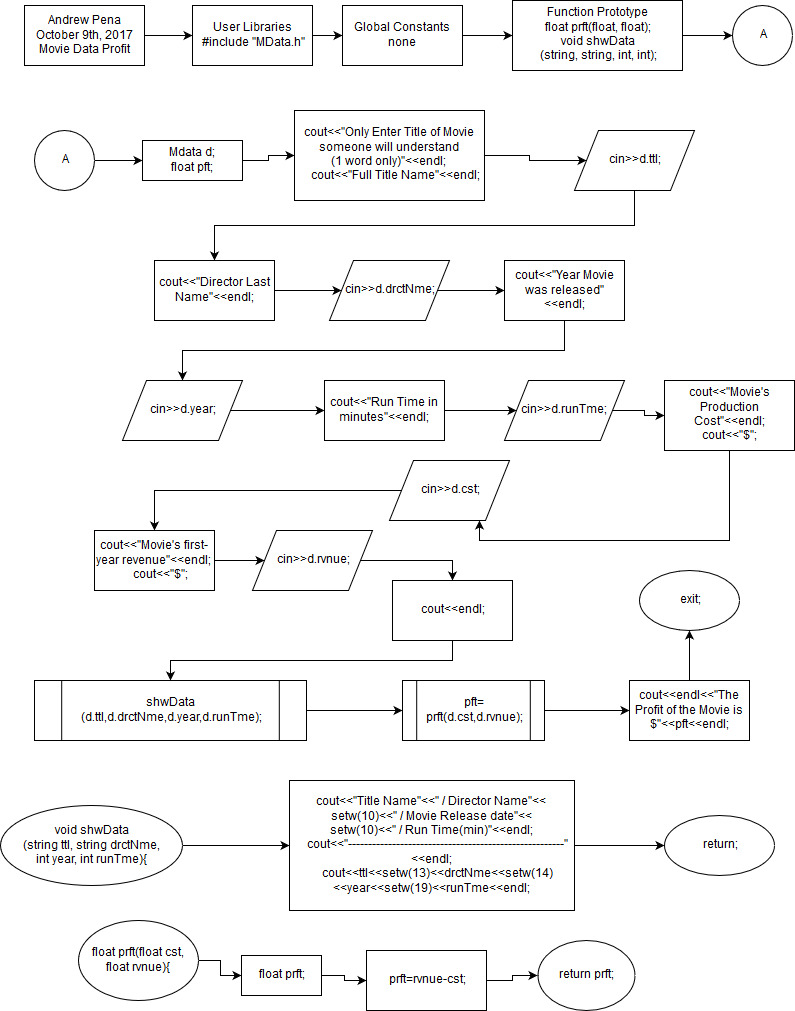 Andrew Pena
October 9th, 2017
Movie Data Profit
User Libraries
#include "MData.h"
Global Constants
none
Function Prototype
float prft(float, float);
void shwData
(string, string, int, int);
A
A
Mdata d;
float pft;
cout<<"Only Enter Title of Movie
someone will understand
(1 word only)"<<endl;
cout<<"Full Title Name"<<endl;
cin>>d.ttl;
cout<<"Director Last
Name"<<endl;
cin>>d.drctNme;
cout<<"Year Movie
was released"
<<endl;
cin>>d.year;
cout<<"Run Time in
minutes"<<endl;
cin>>d.runTme;
cout<<"Movie's
Production
Cost"<<endl;
cout<<"$";
cin>>d.cst;
cout<<"Movie's first-
year revenue"<<endl;
cout<<"$";
cin>>d.rvnue;
cout<<endl;
exit;
shwData
(d.ttl,d.drctNme,d.year,d.runTme);
pft=
prft(d.cst,d.rvnue);
cout<<endl<<"The
Profit of the Movie is
$"<<pft<<endl;
void shwData
(string ttl, string drctNme,
int year, int runTme){
cout<<"Title Name"<<" / Director Name"<<
setw(10)<<" / Movie Release date"<<
setw(10)<<" / Run Time(min)"<<endl;
cout<<"------------------------------------------------------"
<<endl;
cout<<ttl<<setw(13)<<drctNme<<setw(14)
<<year<<setw(19)<<runTme<<endl;
return;
float prft(float cst,
float rvnue){
float prft;
prft=rvnue-cst;
return prft;